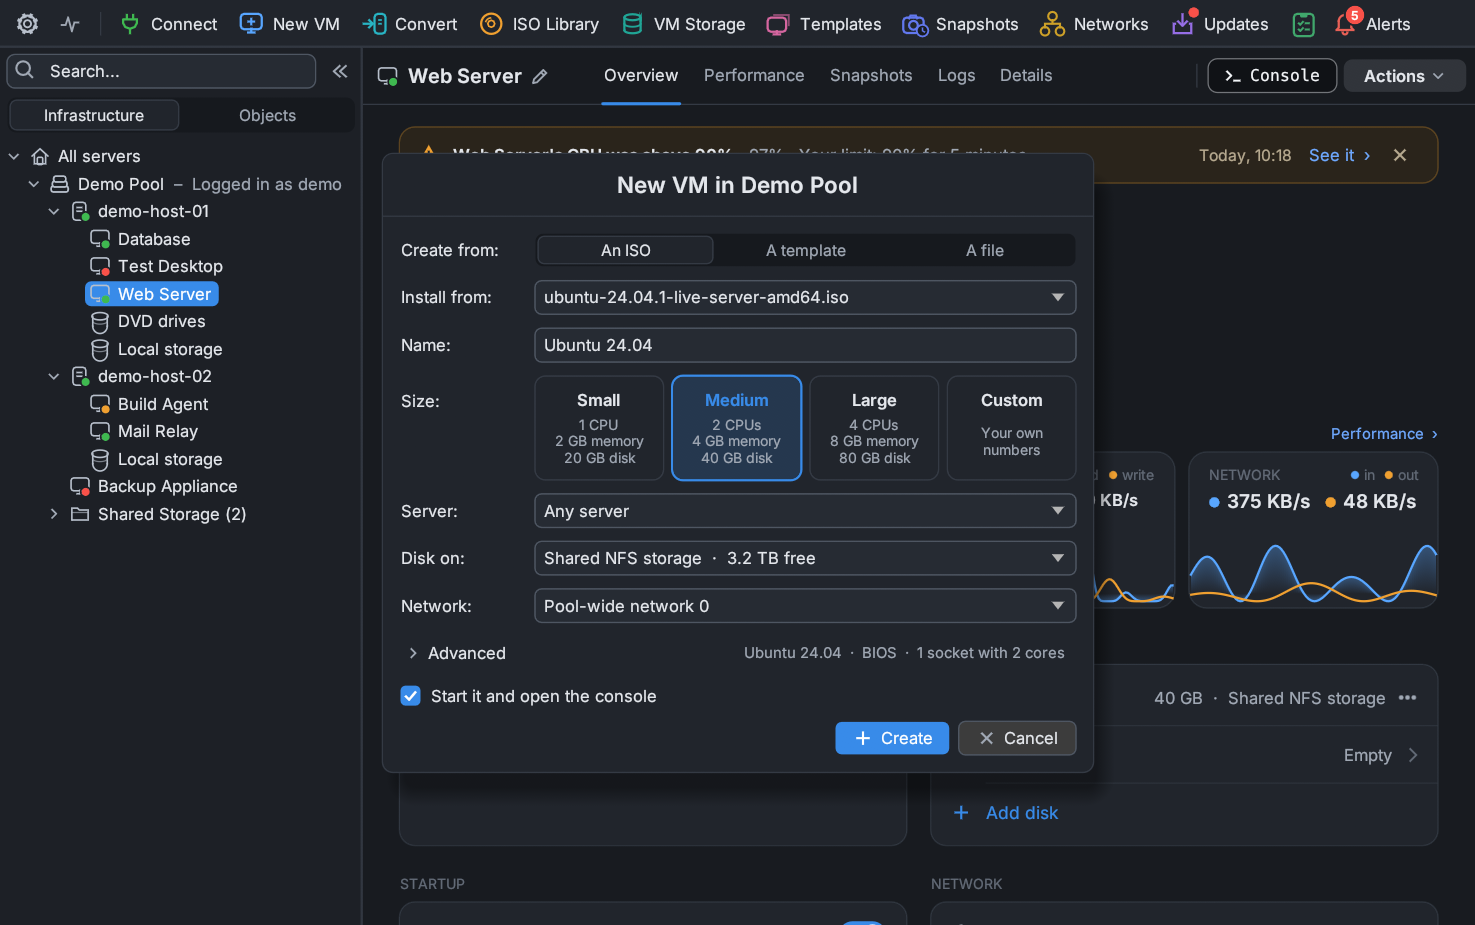 Connect
New VM
Convert
ISO Library
VM Storage
Templates
Snapshots
Networks
Updates
5
Alerts
Search...
Infrastructure
Objects
All servers
Demo Pool – Logged in as demo
demo-host-01
Database
Test Desktop
Web Server
DVD drives
Local storage
demo-host-02
Build Agent
Mail Relay
Local storage
Backup Appliance
Shared Storage (2)
Web Server
Overview
Performance
Snapshots
Logs
Details
Console
Actions
Today, 10:18
See it ›
New VM in Demo Pool
Create from:
An ISO
A template
A file
Install from:
ubuntu-24.04.1-live-server-amd64.iso
Name:
Ubuntu 24.04
Size:
Small
1 CPU
2 GB memory
20 GB disk
Medium
2 CPUs
4 GB memory
40 GB disk
Large
4 CPUs
8 GB memory
80 GB disk
Custom
Your own
numbers
Server:
Any server
Disk on:
Shared NFS storage · 3.2 TB free
Network:
Pool-wide network 0
Advanced
Ubuntu 24.04 · BIOS · 1 socket with 2 cores
Start it and open the console
Create
Cancel
Performance ›
write
KB/s
NETWORK
in
out
375 KB/s
48 KB/s
40 GB · Shared NFS storage
Empty
Add disk
STARTUP
NETWORK